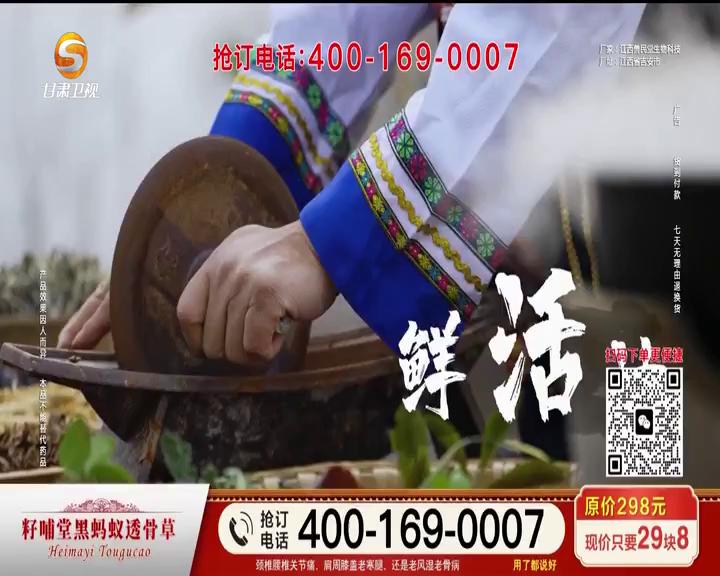 抢订电话:400-169-0007
厂家：江西兽民堂生物科技
厂址：江西省吉安市
甘肃卫视
广告 货到付款 七天无理由退换货
产品效果因人而异 本品不能替代药品
鲜活
扫码下单更便捷
籽哺堂黑蚂蚁透骨草
Heimayi Tougucao
抢订电话
400-169-0007
颈椎腰椎关节痛、肩周膝盖老寒腿、还是老风湿老骨病
用了都说好
原价298元
现价只要29块8